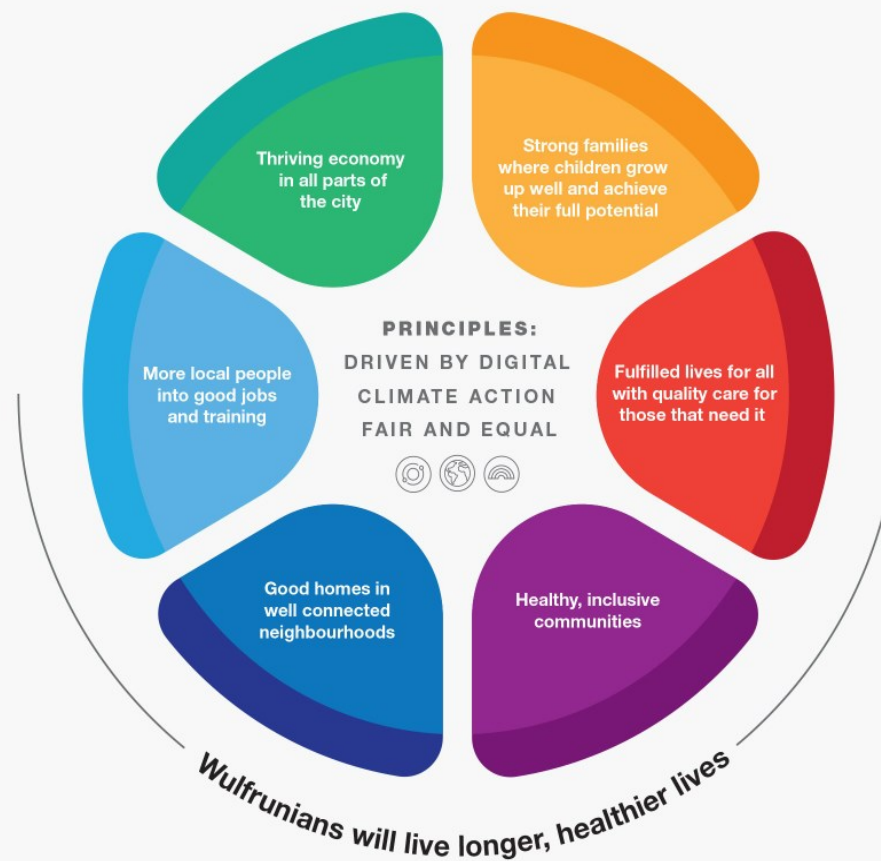 Thriving economy
in all parts of
the city
Strong families
where children grow
up well and achieve
their full potential
More local people
into good jobs
and training
PRINCIPLES:
DRIVEN BY DIGITAL
CLIMATE ACTION
FAIR AND EQUAL
Fulfilled lives for all
with quality care for
those that need it
Good homes in
well connected
neighbourhoods
Healthy, inclusive
communities
Wulfrunians will live longer, healthier lives